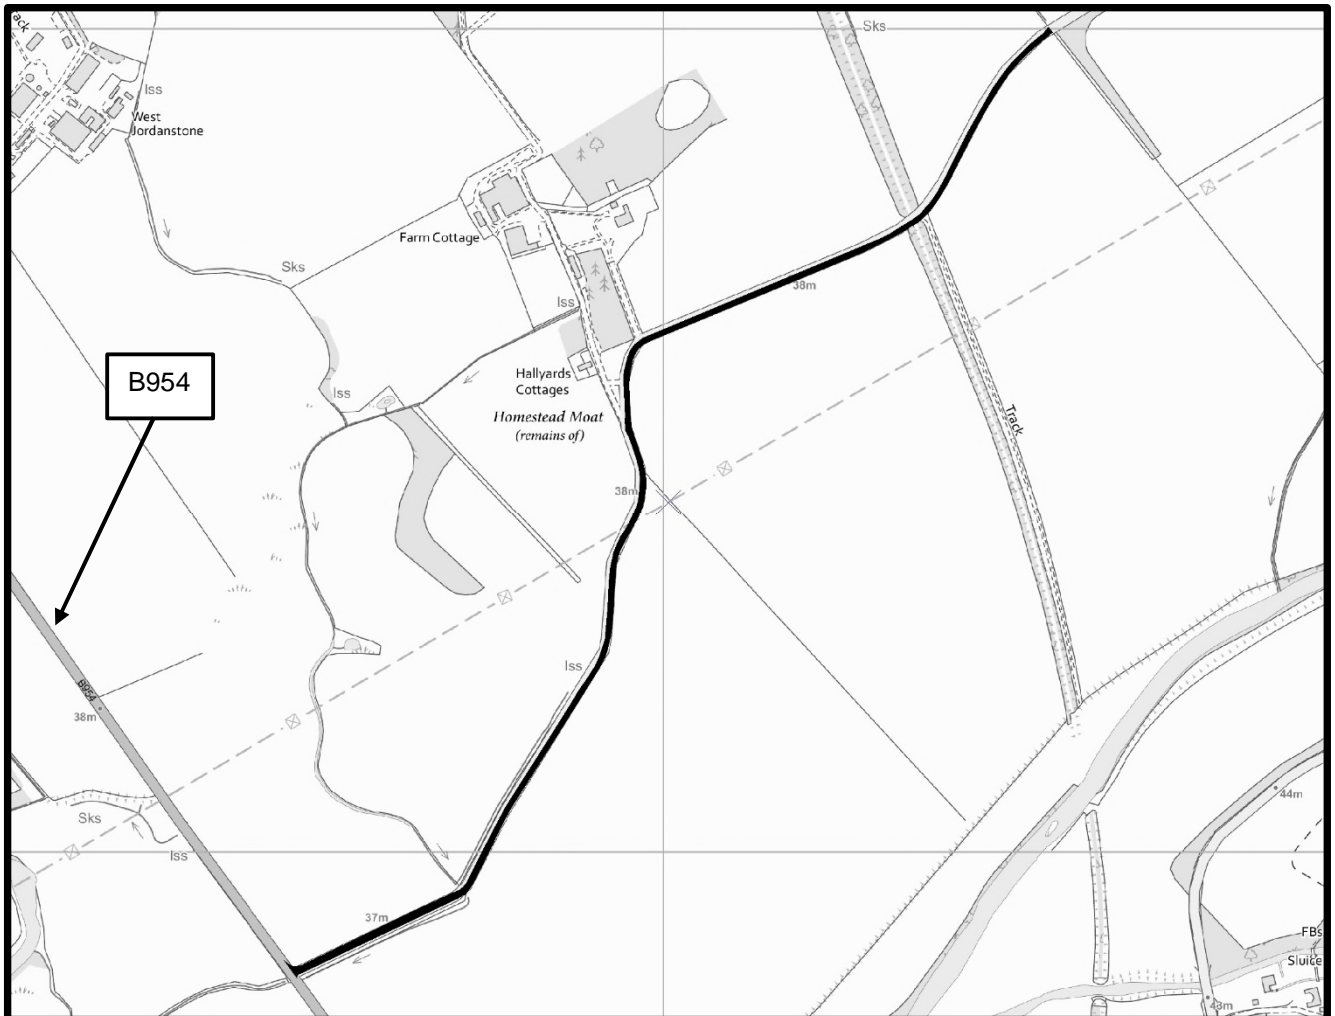 Sks
Iss
West
Jordanstone
Farm Cottage
Sks
Iss
38m
B954
Hallyards
Cottages
Iss
Homestead Moat
(remains of)
Track
38m
Iss
B954
38m
44m
Sks
Iss
37m
FBs
Sluice
43m